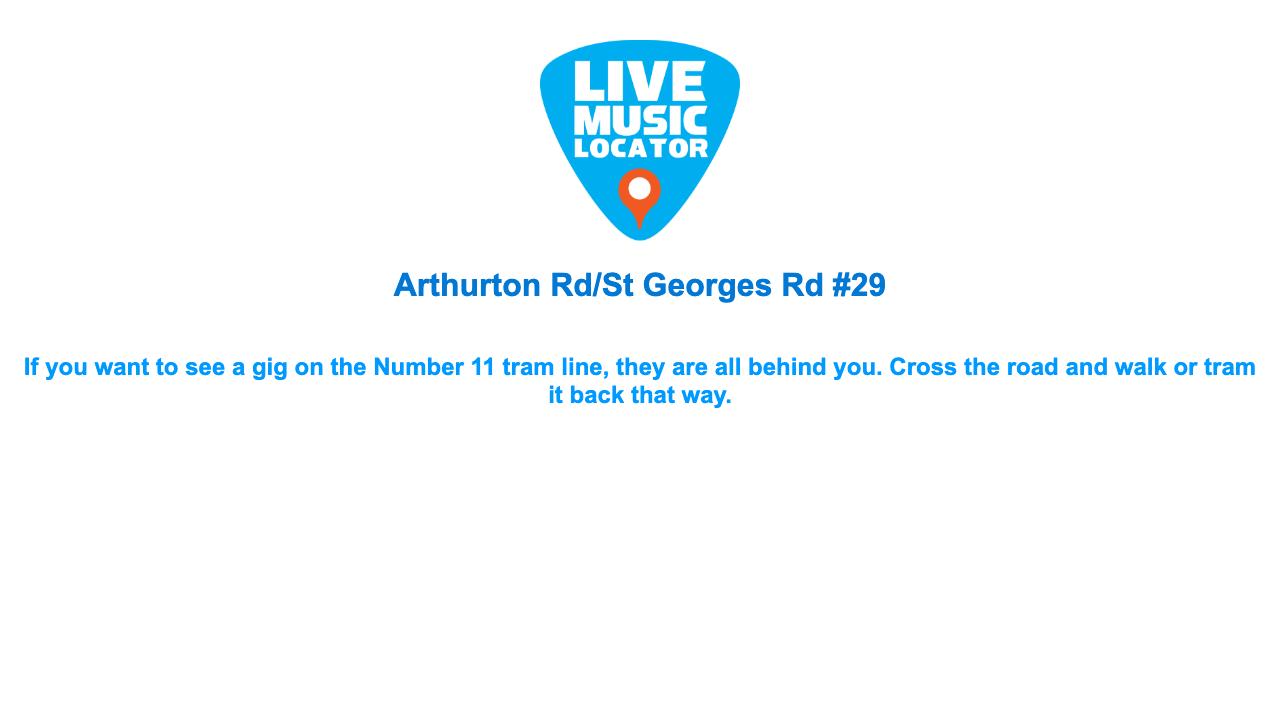 LIVE
MUSIC
LOCATOR
Arthurton Rd/St Georges Rd #29
If you want to see a gig on the Number 11 tram line, they are all behind you. Cross the road and walk or tram
it back that way.